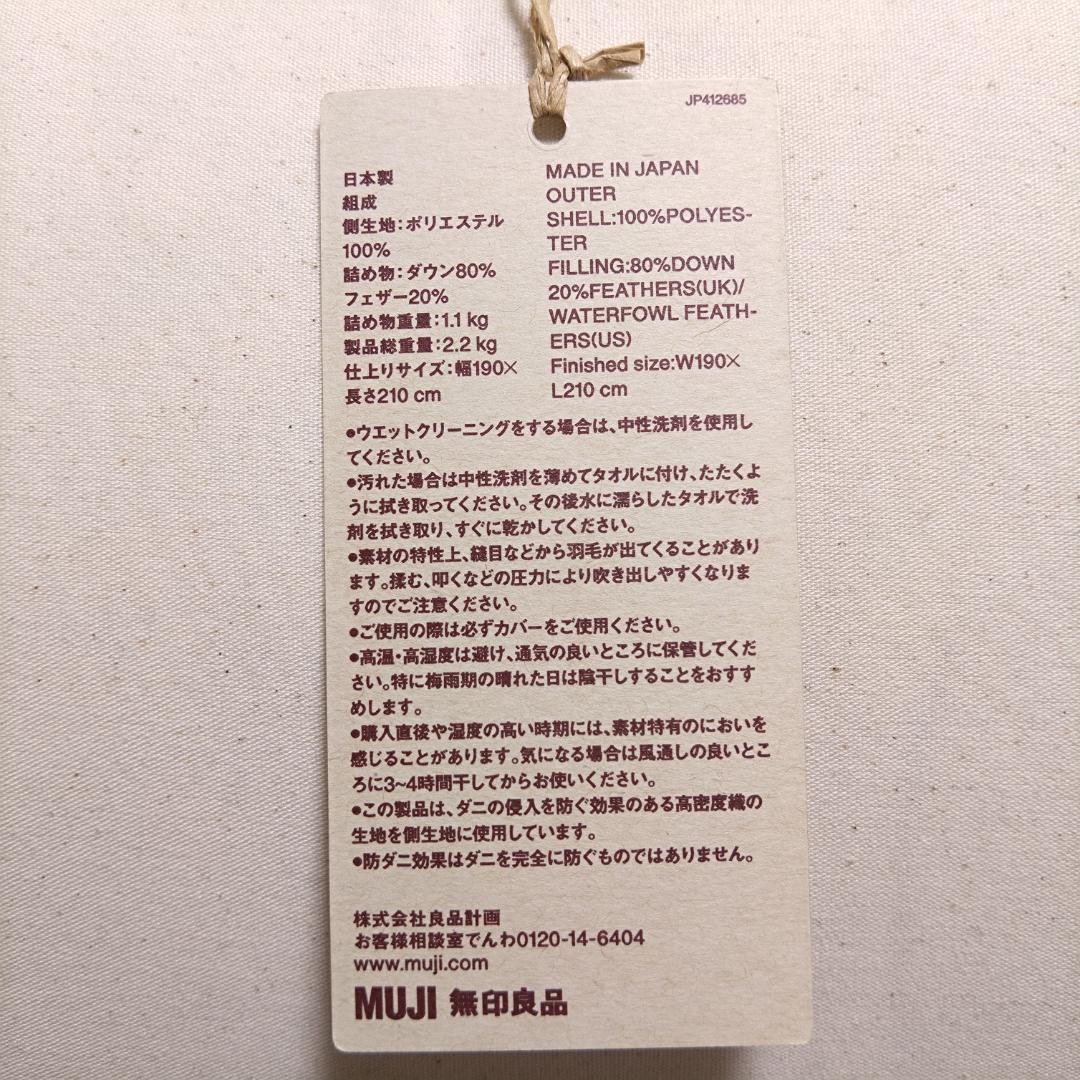 JP412685
日本製
組成
側生地：ポリエステル
100%
詰め物：ダウン80%
フェザー20%
詰め物重量：1.1 kg
製品総重量：2.2 kg
仕上りサイズ：幅190×
長さ210 cm
MADE IN JAPAN
OUTER
SHELL:100%POLYES-
TER
FILLING:80%DOWN
20%FEATHERS(UK)/
WATERFOWL FEATH-
ERS(US)
Finished size:W190×
L210 cm
●ウエットクリーニングをする場合は、中性洗剤を使用し
てください。
●汚れた場合は中性洗剤を薄めてタオルに付け、たたくよ
うに拭き取ってください。その後水に濡らしたタオルで洗
剤を拭き取り、すぐに乾かしてください。
●素材の特性上、縫目などから羽毛が出てくることがあり
ます。揉む、叩くなどの圧力により吹き出しやすくなりま
すのでご注意ください。
●ご使用の際は必ずカバーをご使用ください。
●高温・高湿度は避け、通気の良いところに保管してくだ
さい。特に梅雨期の晴れた日は陰干しすることをおすす
めします。
●購入直後や湿度の高い時期には、素材特有のにおいを
感じることがあります。気になる場合は風通しの良いとこ
ろに3~4時間干してからお使いください。
●この製品は、ダニの侵入を防ぐ効果のある高密度織の
生地を側生地に使用しています。
●防ダニ効果はダニを完全に防ぐものではありません。
株式会社良品計画
お客様相談室でんわ0120-14-6404
www.muji.com
MUJI 無印良品